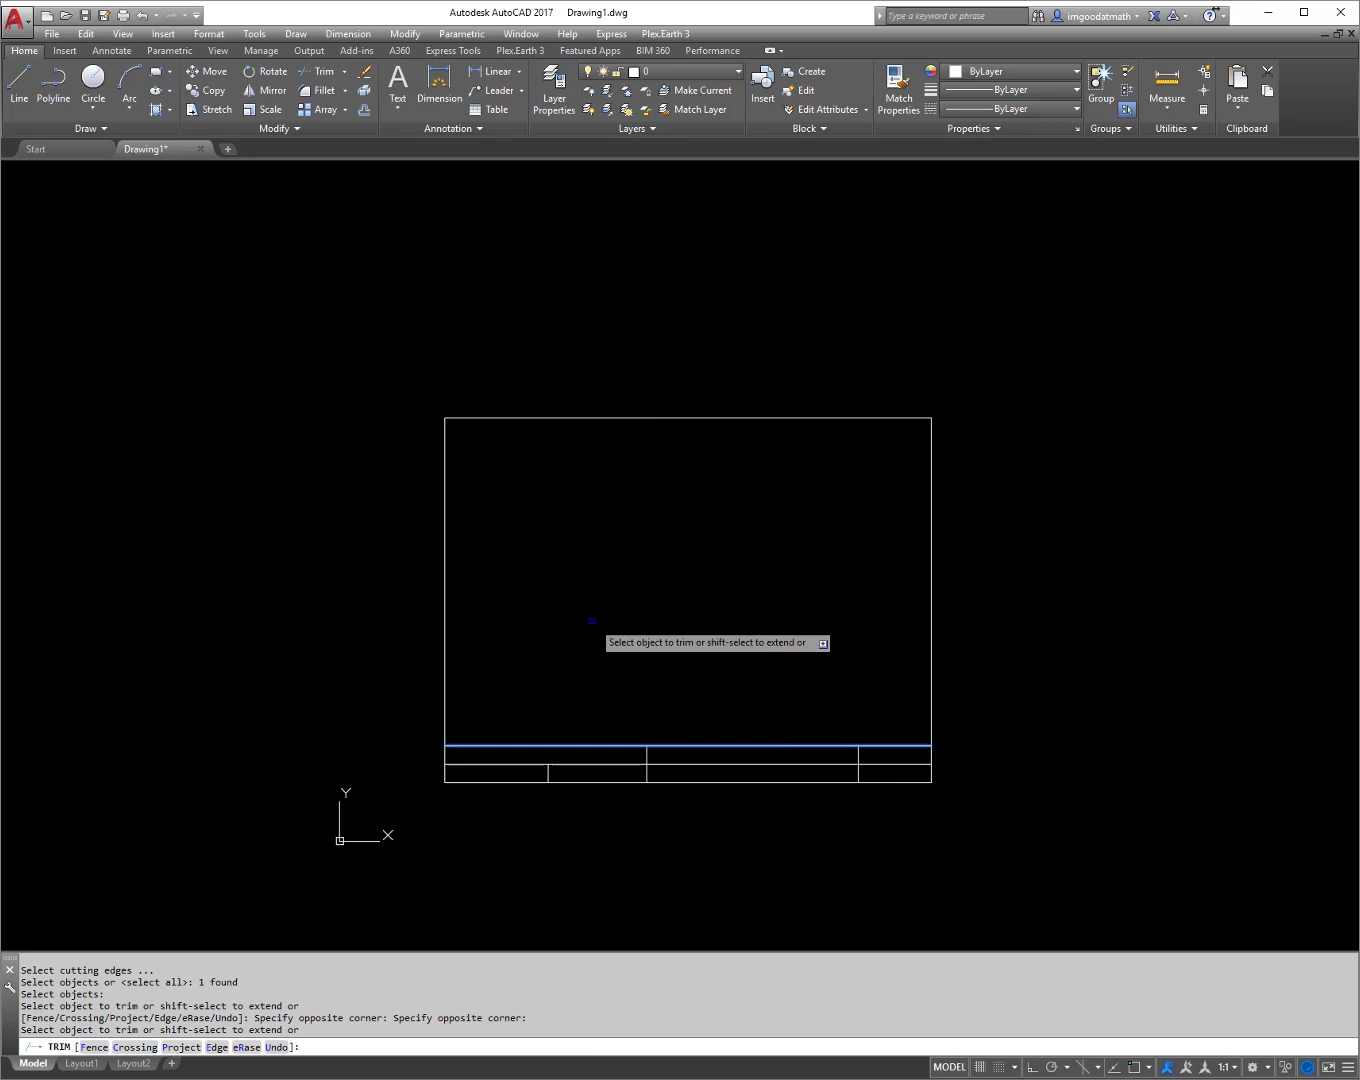 Autodesk AutoCAD 2017 Drawing1.dwg
Type a keyword or phrase
imgoodatmath
File Edit View Insert Format Tools Draw Dimension Modify Parametric Window Help Express Plex.Earth 3
Home Insert Annotate Parametric View Manage Output Add-ins A360 Express Tools Plex.Earth 3 Featured Apps BIM 360 Performance
Line
Polyline
Circle
Arc
Draw
Move Rotate Trim
Copy Mirror Fillet
Stretch Scale Array
Modify
Text
Dimension
Linear
Leader
Table
Annotation
Layer
Properties
0
Make Current
Match Layer
Layers
Insert
Create
Edit
Edit Attributes
Block
Match
Properties
ByLayer
ByLayer
ByLayer
Properties
Group
Groups
Measure
Utilities
Paste
Clipboard
Start Drawing1*
Select object to trim or shift-select to extend or
Y
X
Select cutting edges ...
Select objects or <select all>: 1 found
Select objects:
Select object to trim or shift-select to extend or
[Fence/Crossing/Project/Edge/eRase/Undo]: Specify opposite corner: Specify opposite corner:
Select object to trim or shift-select to extend or
TRIM [Fence Crossing Project Edge eRase Undo]:
Model Layout1 Layout2 +
MODEL
1:1